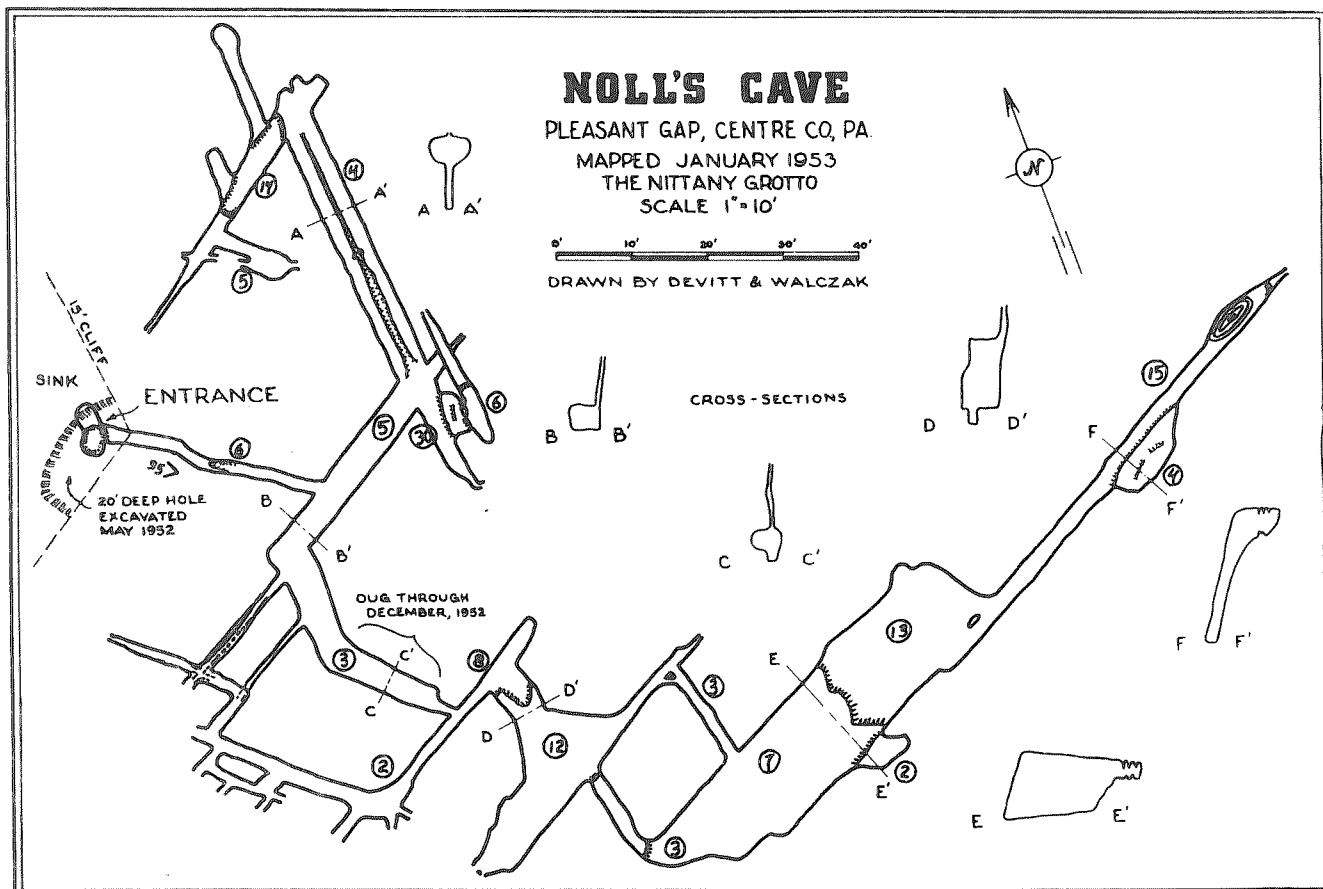 NOLL'S CAVE
PLEASANT GAP, CENTRE CO, PA.
MAPPED JANUARY 1953
THE NITTANY GROTTO
SCALE 1"=10'
0' 10' 20' 30' 40'
DRAWN BY DEVITT & WALCZAK
N
4
A A'
A A'
17
5
15' CLIFF
SINK
ENTRANCE
6
20' DEEP HOLE
EXCAVATED
MAY 1952
5
30
6
B
B'
B B'
CROSS-SECTIONS
D D'
15
F
F'
4
DUG THROUGH
DECEMBER, 1952
3
C'
C
C C'
8
D'
D
12
2
3
3
7
E
E'
13
2
F F'
E E'